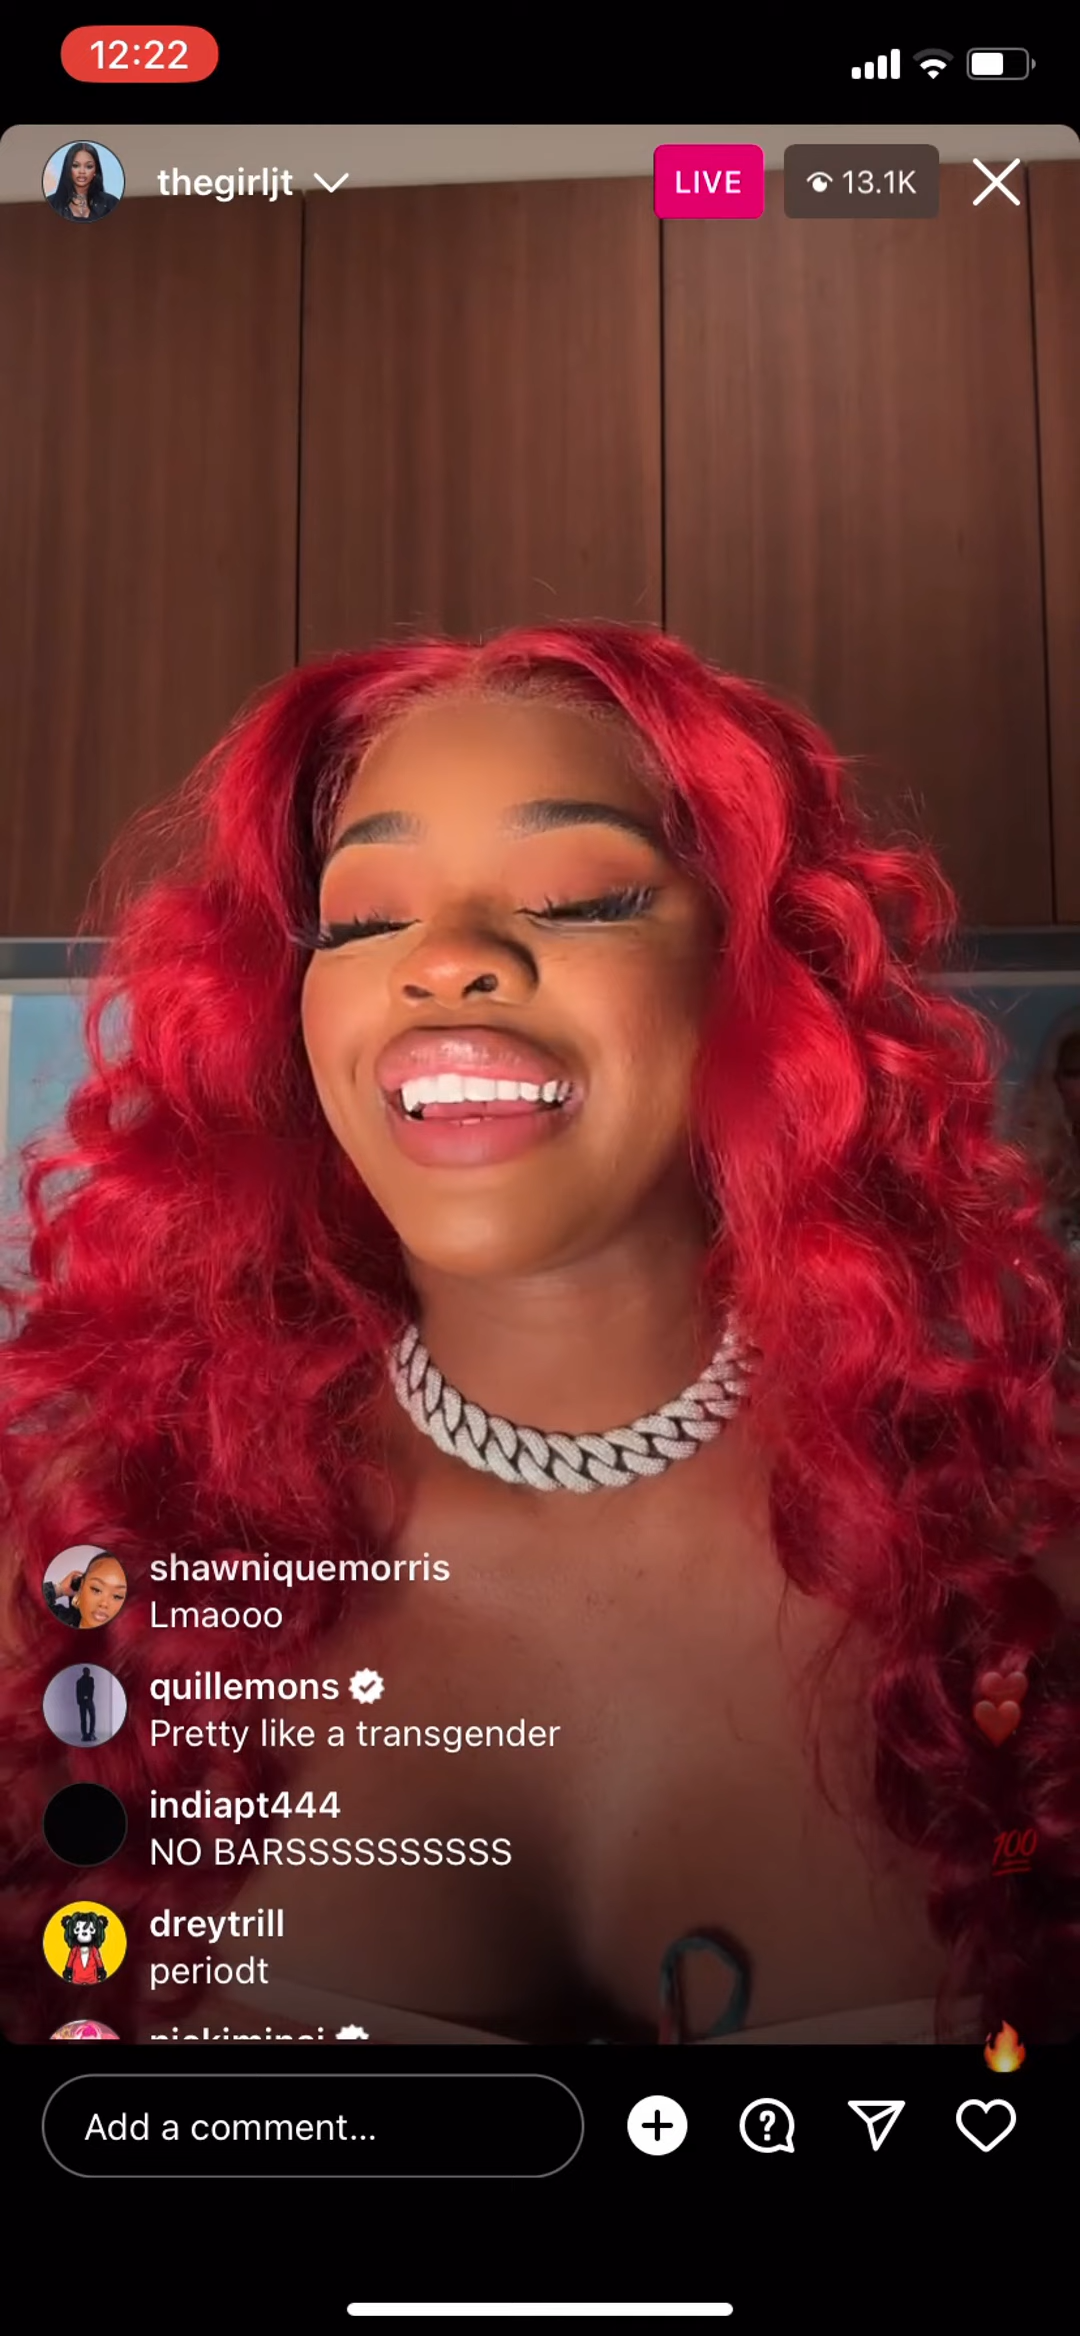 12:22
thegirljt
LIVE
13.1K
shawniquemorris
Lmaooo
quillemons
Pretty like a transgender
indiapt444
NO BARSSSSSSSSSS
dreytrill
periodt
Add a comment...
100